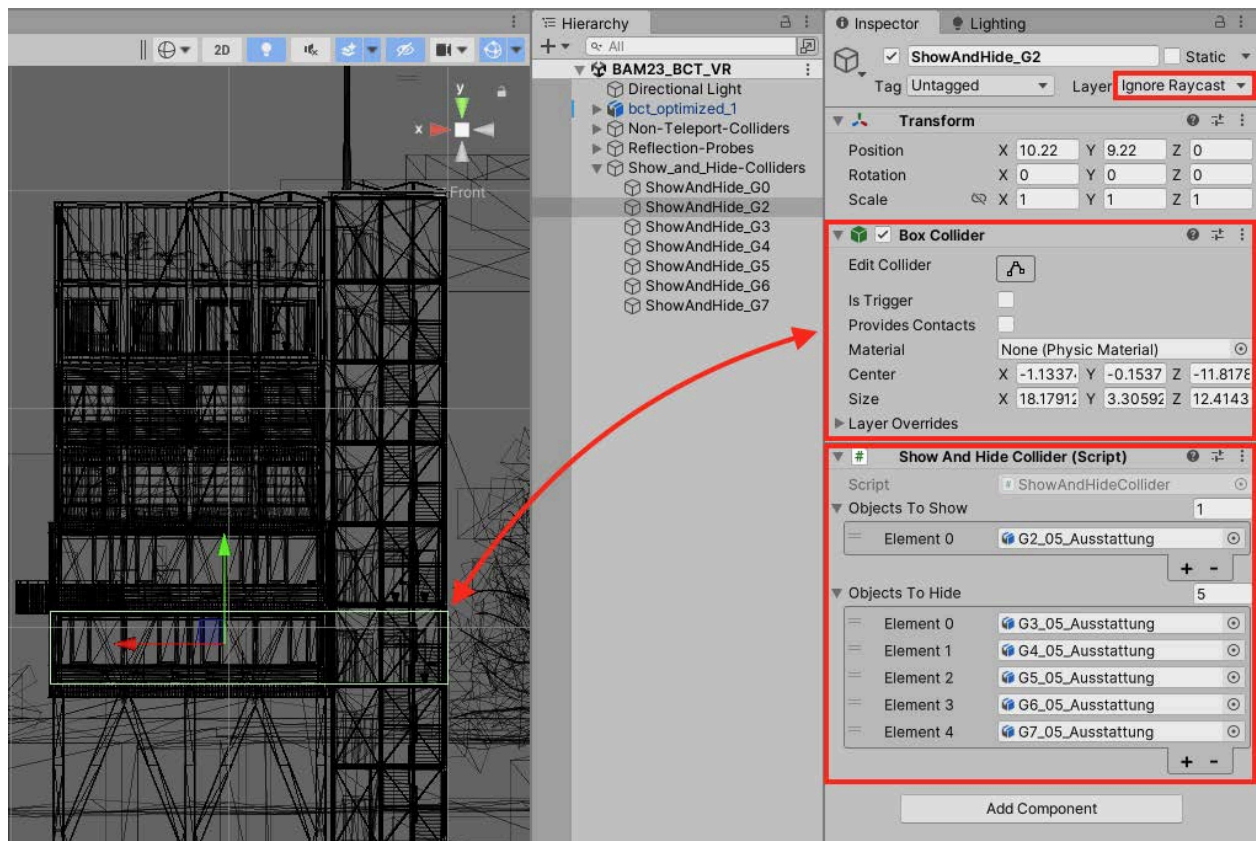 2D
y
x
Front
Hierarchy
All
BAM23_BCT_VR
Directional Light
bct_optimized_1
Non-Teleport-Colliders
Reflection-Probes
Show_and_Hide-Colliders
ShowAndHide_G0
ShowAndHide_G2
ShowAndHide_G3
ShowAndHide_G4
ShowAndHide_G5
ShowAndHide_G6
ShowAndHide_G7
Inspector Lighting
ShowAndHide_G2 Static
Tag Untagged Layer Ignore Raycast
Transform
Position X 10.22 Y 9.22 Z 0
Rotation X 0 Y 0 Z 0
Scale X 1 Y 1 Z 1
Box Collider
Edit Collider
Is Trigger
Provides Contacts
Material None (Physic Material)
Center X -1.1337 Y -0.1537 Z -11.8178
Size X 18.17912 Y 3.30592 Z 12.4143
Layer Overrides
# Show And Hide Collider (Script)
Script # ShowAndHideCollider
Objects To Show 1
Element 0 G2_05_Ausstattung
+ -
Objects To Hide 5
Element 0 G3_05_Ausstattung
Element 1 G4_05_Ausstattung
Element 2 G5_05_Ausstattung
Element 3 G6_05_Ausstattung
Element 4 G7_05_Ausstattung
+ -
Add Component